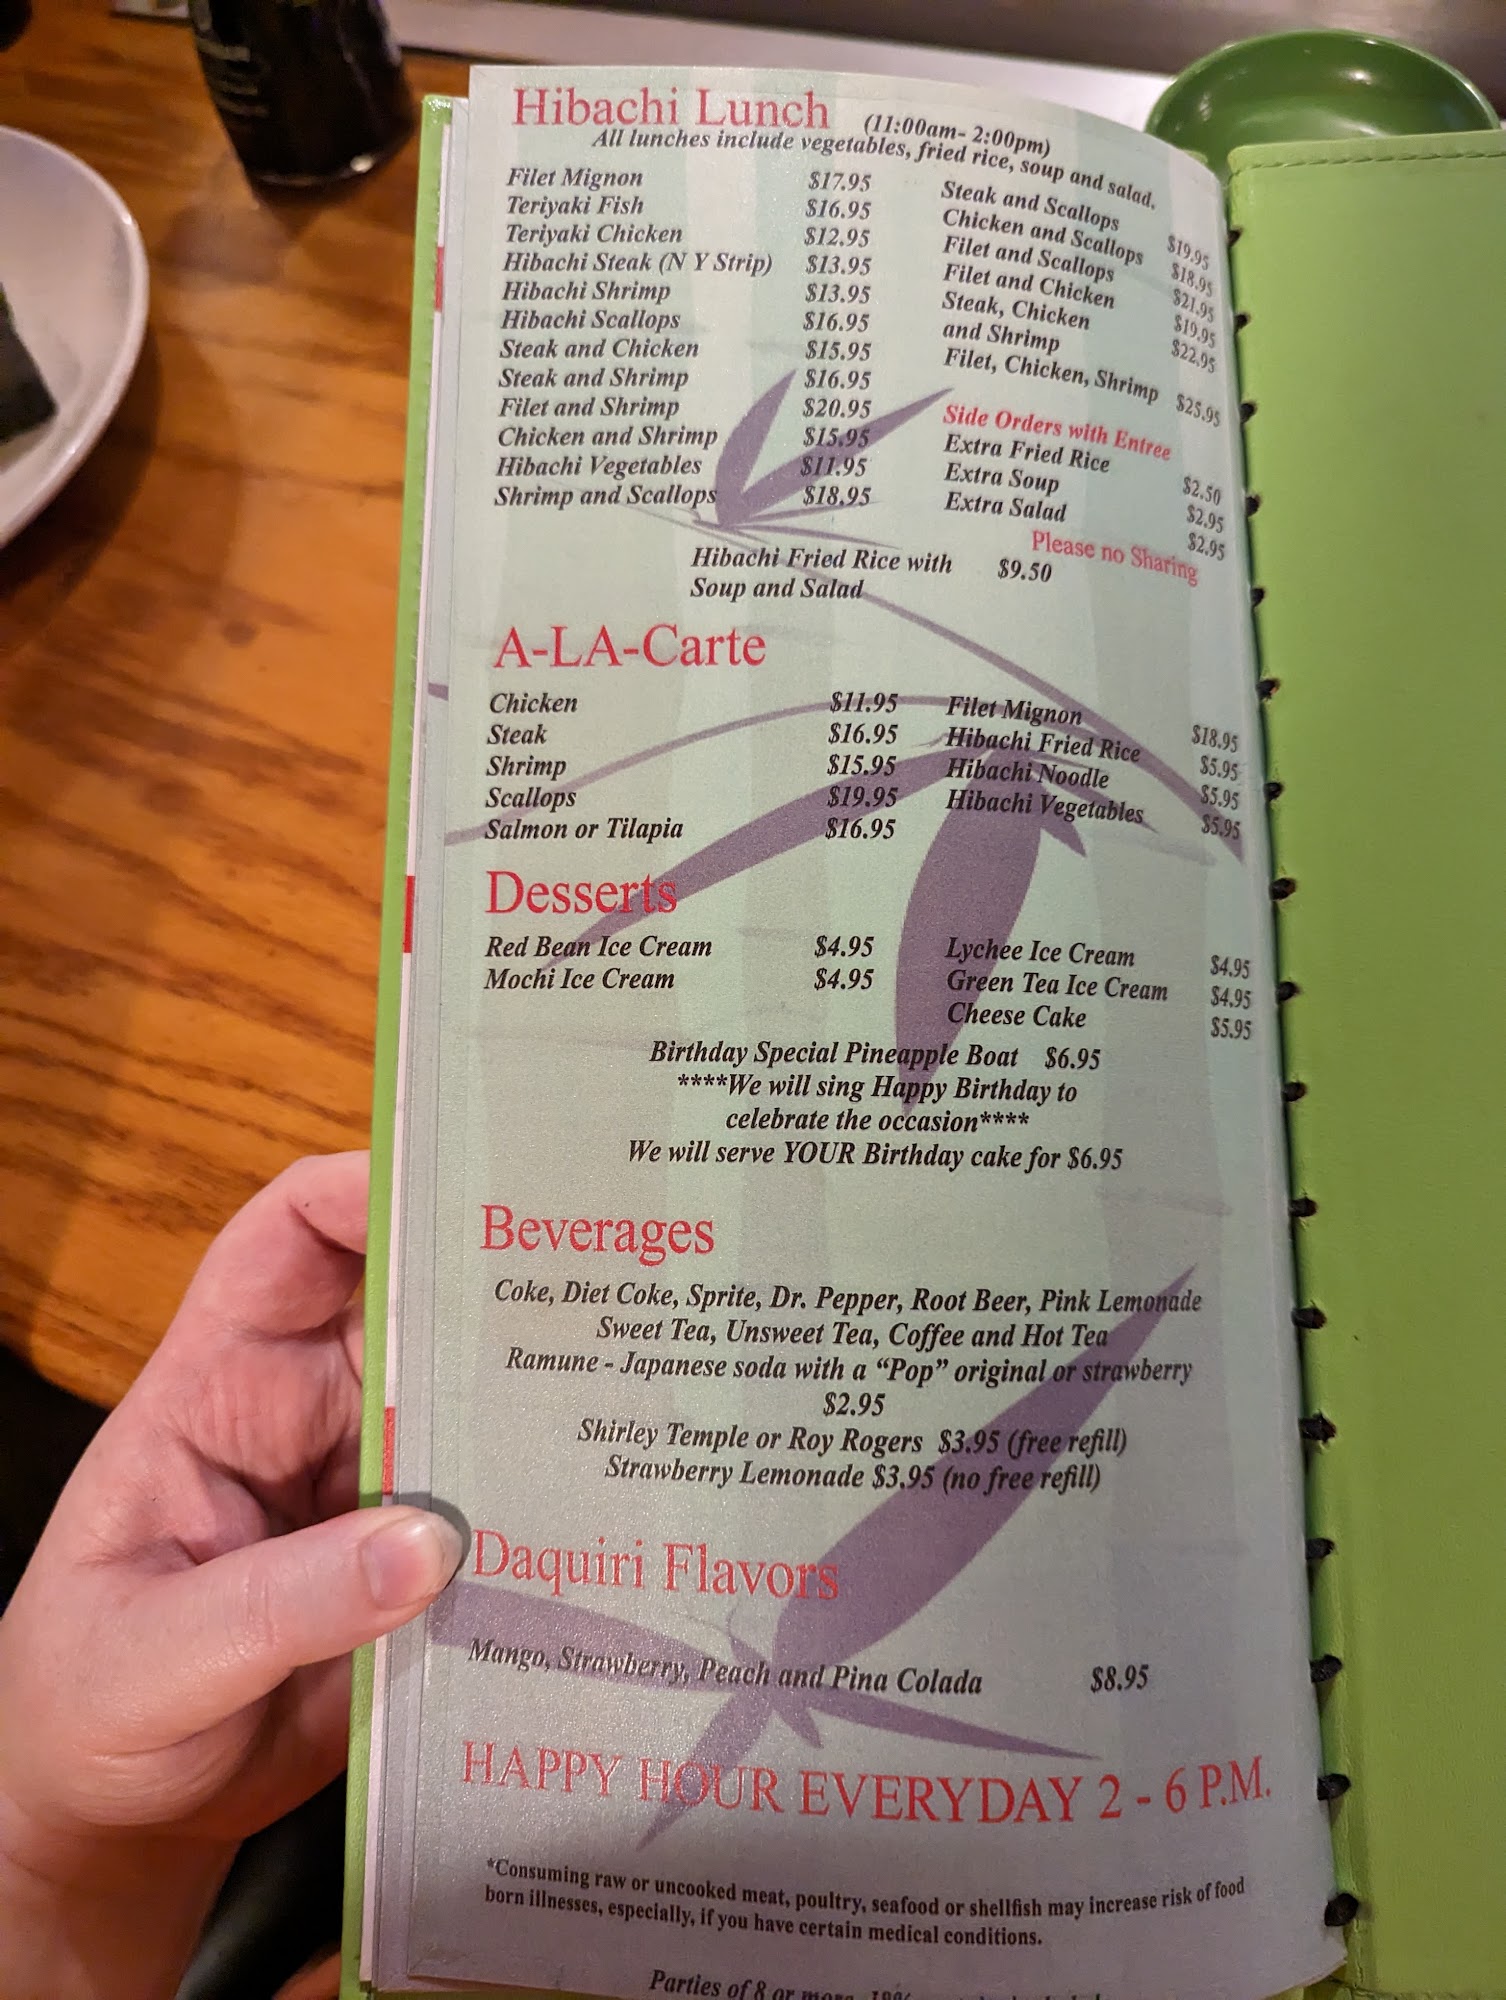 Hibachi Lunch (11:00am- 2:00pm)
All lunches include vegetables, fried rice, soup and salad.
Filet Mignon $17.95
Teriyaki Fish $16.95
Teriyaki Chicken $12.95
Hibachi Steak (N Y Strip) $13.95
Hibachi Shrimp $13.95
Hibachi Scallops $16.95
Steak and Chicken $15.95
Steak and Shrimp $16.95
Filet and Shrimp $20.95
Chicken and Shrimp $15.95
Hibachi Vegetables $11.95
Shrimp and Scallops $18.95
Steak and Scallops $19.95
Chicken and Scallops $18.95
Filet and Scallops $21.95
Filet and Chicken $19.95
Steak, Chicken
and Shrimp $22.95
Filet, Chicken, Shrimp $25.95
Side Orders with Entree
Extra Fried Rice $2.50
Extra Soup $2.95
Extra Salad $2.95
Please no Sharing
Hibachi Fried Rice with $9.50
Soup and Salad
A-LA-Carte
Chicken $11.95
Steak $16.95
Shrimp $15.95
Scallops $19.95
Salmon or Tilapia $16.95
Filet Mignon $18.95
Hibachi Fried Rice $5.95
Hibachi Noodle $5.95
Hibachi Vegetables $5.95
Desserts
Red Bean Ice Cream $4.95
Mochi Ice Cream $4.95
Lychee Ice Cream $4.95
Green Tea Ice Cream $4.95
Cheese Cake $5.95
Birthday Special Pineapple Boat $6.95
****We will sing Happy Birthday to
celebrate the occasion****
We will serve YOUR Birthday cake for $6.95
Beverages
Coke, Diet Coke, Sprite, Dr. Pepper, Root Beer, Pink Lemonade
Sweet Tea, Unsweet Tea, Coffee and Hot Tea
Ramune - Japanese soda with a “Pop” original or strawberry
$2.95
Shirley Temple or Roy Rogers $3.95 (free refill)
Strawberry Lemonade $3.95 (no free refill)
Daquiri Flavors
Mango, Strawberry, Peach and Pina Colada $8.95
HAPPY HOUR EVERYDAY 2 - 6 P.M.
*Consuming raw or uncooked meat, poultry, seafood or shellfish may increase risk of food
born illnesses, especially, if you have certain medical conditions.
Parties of 8 or more